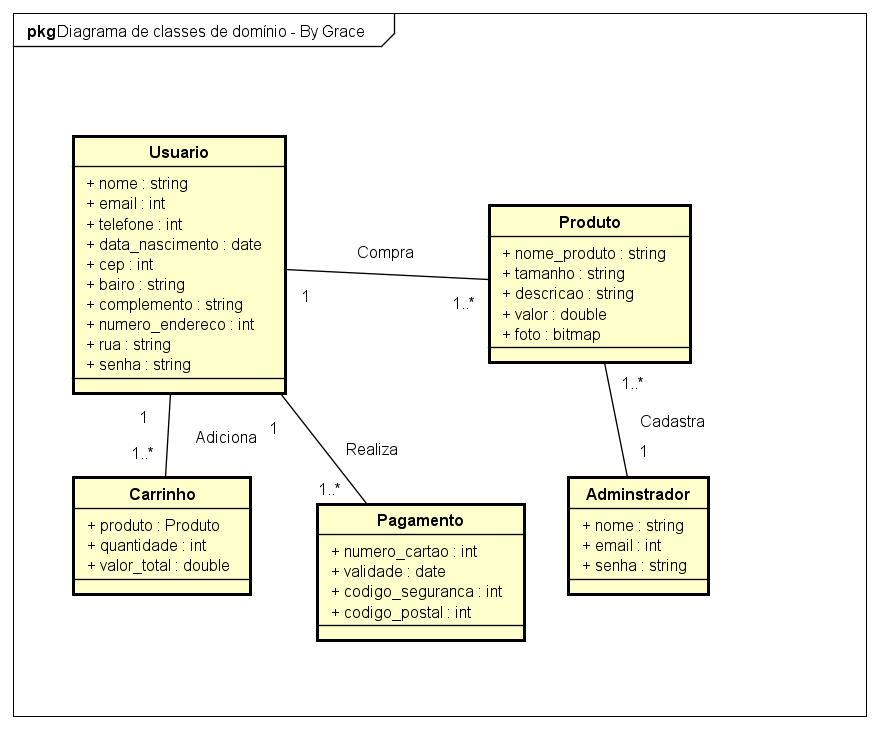 pkg Diagrama de classes de domínio - By Grace
Usuario
+ nome : string
+ email : int
+ telefone : int
+ data_nascimento : date
+ cep : int
+ bairo : string
+ complemento : string
+ numero_endereco : int
+ rua : string
+ senha : string
Compra
1
1..*
Produto
+ nome_produto : string
+ tamanho : string
+ descricao : string
+ valor : double
+ foto : bitmap
1..*
Cadastra
1
1
Adiciona
1..*
1
Realiza
1..*
Carrinho
+ produto : Produto
+ quantidade : int
+ valor_total : double
Pagamento
+ numero_cartao : int
+ validade : date
+ codigo_seguranca : int
+ codigo_postal : int
Adminstrador
+ nome : string
+ email : int
+ senha : string